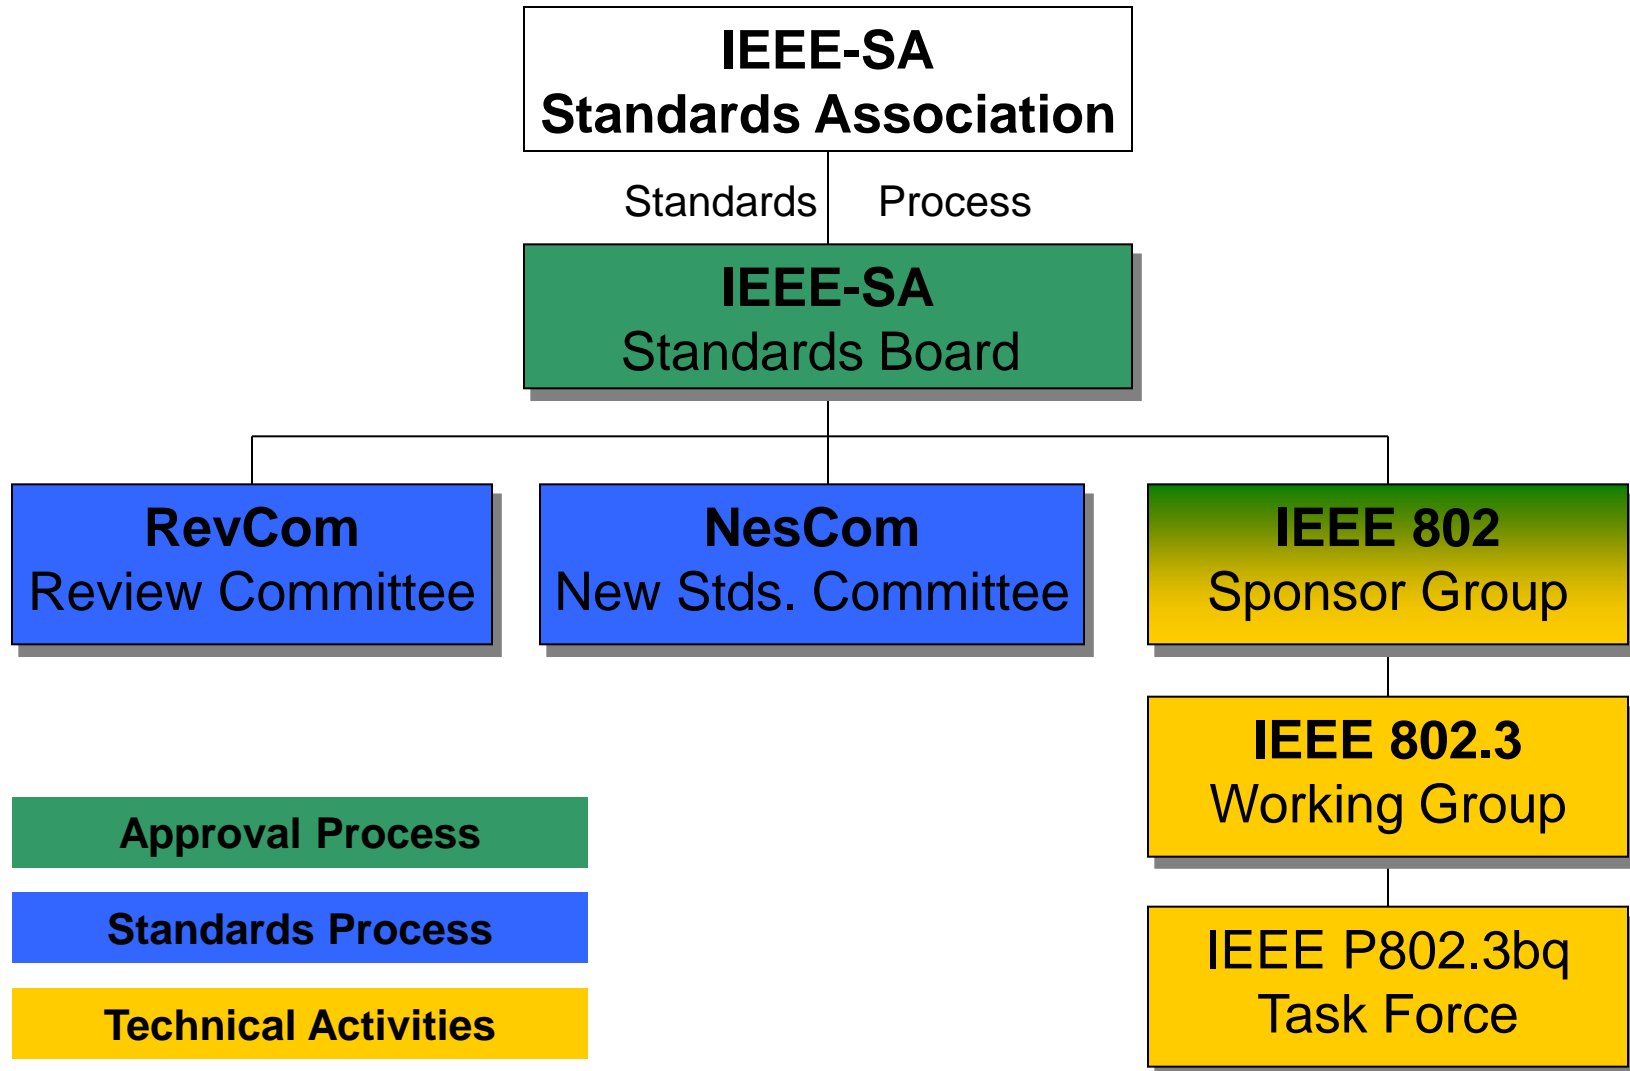 IEEE-SA
Standards Association
Standards Process
IEEE-SA
Standards Board
RevCom
Review Committee
NesCom
New Stds. Committee
IEEE 802
Sponsor Group
IEEE 802.3
Working Group
IEEE P802.3bq
Task Force
Approval Process
Standards Process
Technical Activities